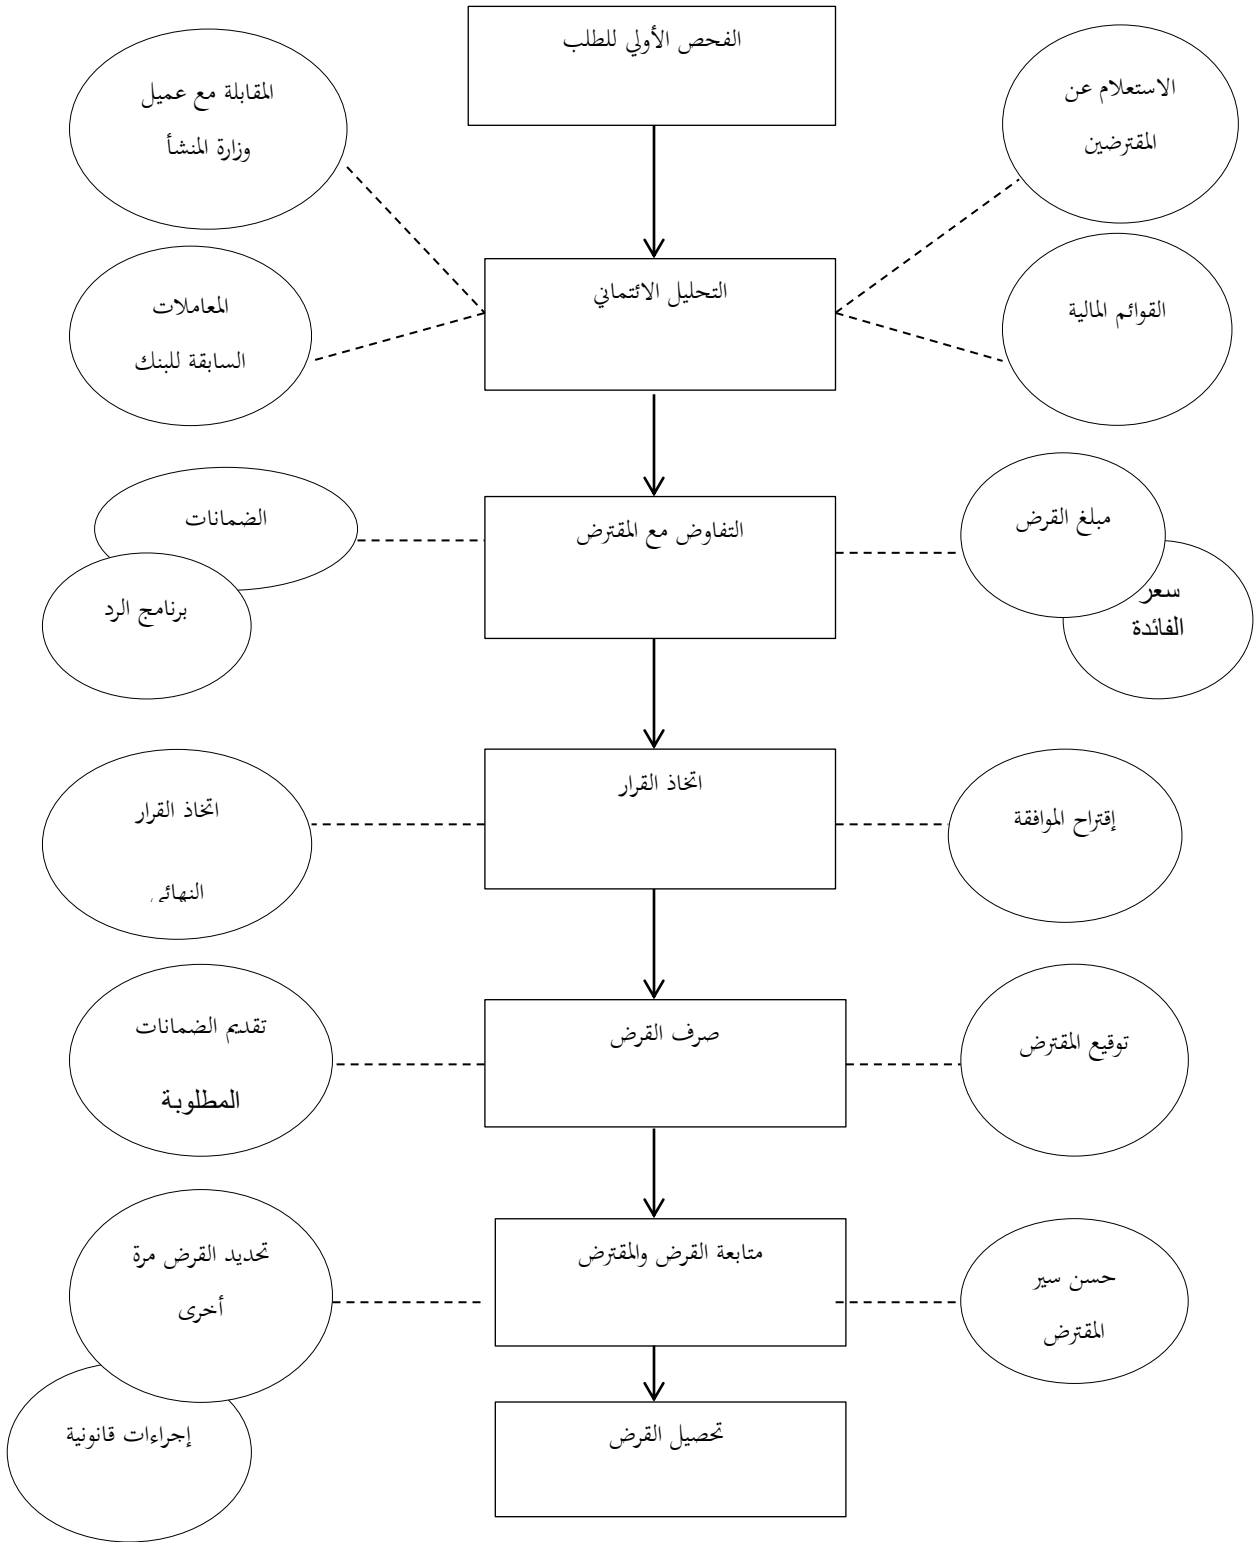 الفحص الأولي للطلب
الاستعلام عن
المقترضين
المقابلة مع عميل
وزارة المنشأ
التحليل الائتماني
القوائم المالية
المعاملات
السابقة للبنك
مبلغ القرض
سعر
الفائدة
التفاوض مع المقترض
الضمانات
برنامج الرد
إقتراح الموافقة
اتخاذ القرار
اتخاذ القرار
النهائي
توقيع المقترض
صرف القرض
تقديم الضمانات
المطلوبة
حسن سير
المقترض
متابعة القرض والمقترض
تحديد القرض مرة
أخرى
إجراءات قانونية
تحصيل القرض